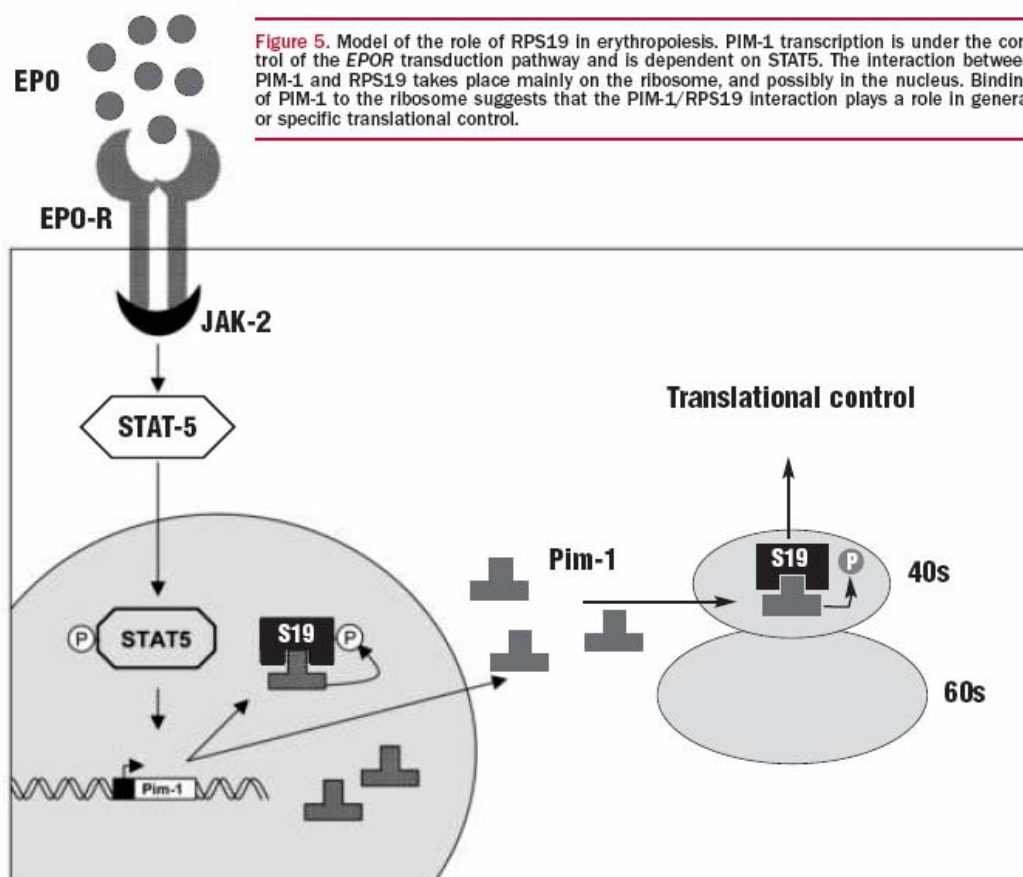 Figure 5. Model of the role of RPS19 in erythropoiesis. PIM-1 transcription is under the con
trol of the EPOR transduction pathway and is dependent on STAT5. The interaction betwee
PIM-1 and RPS19 takes place mainly on the ribosome, and possibly in the nucleus. Bindin
of PIM-1 to the ribosome suggests that the PIM-1/RPS19 interaction plays a role in genera
or specific translational control.
EPO
EPO-R
JAK-2
STAT-5
Translational control
Pim-1
S19
P
40s
60s
P
STAT5
S19
P
Pim-1